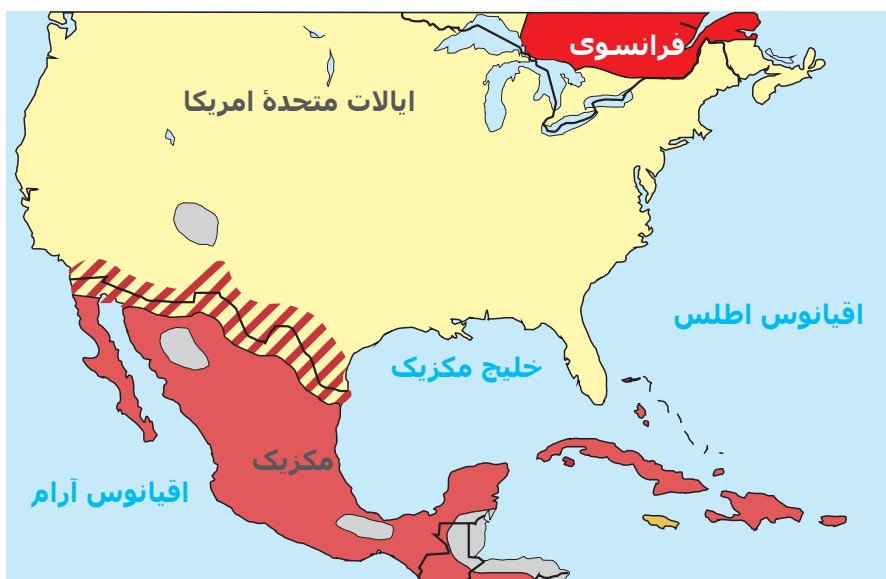 فرانسوی
ایالات متحدهٔ امریکا
اقیانوس اطلس
خلیج مکزیک
مکزیک
اقیانوس آرام